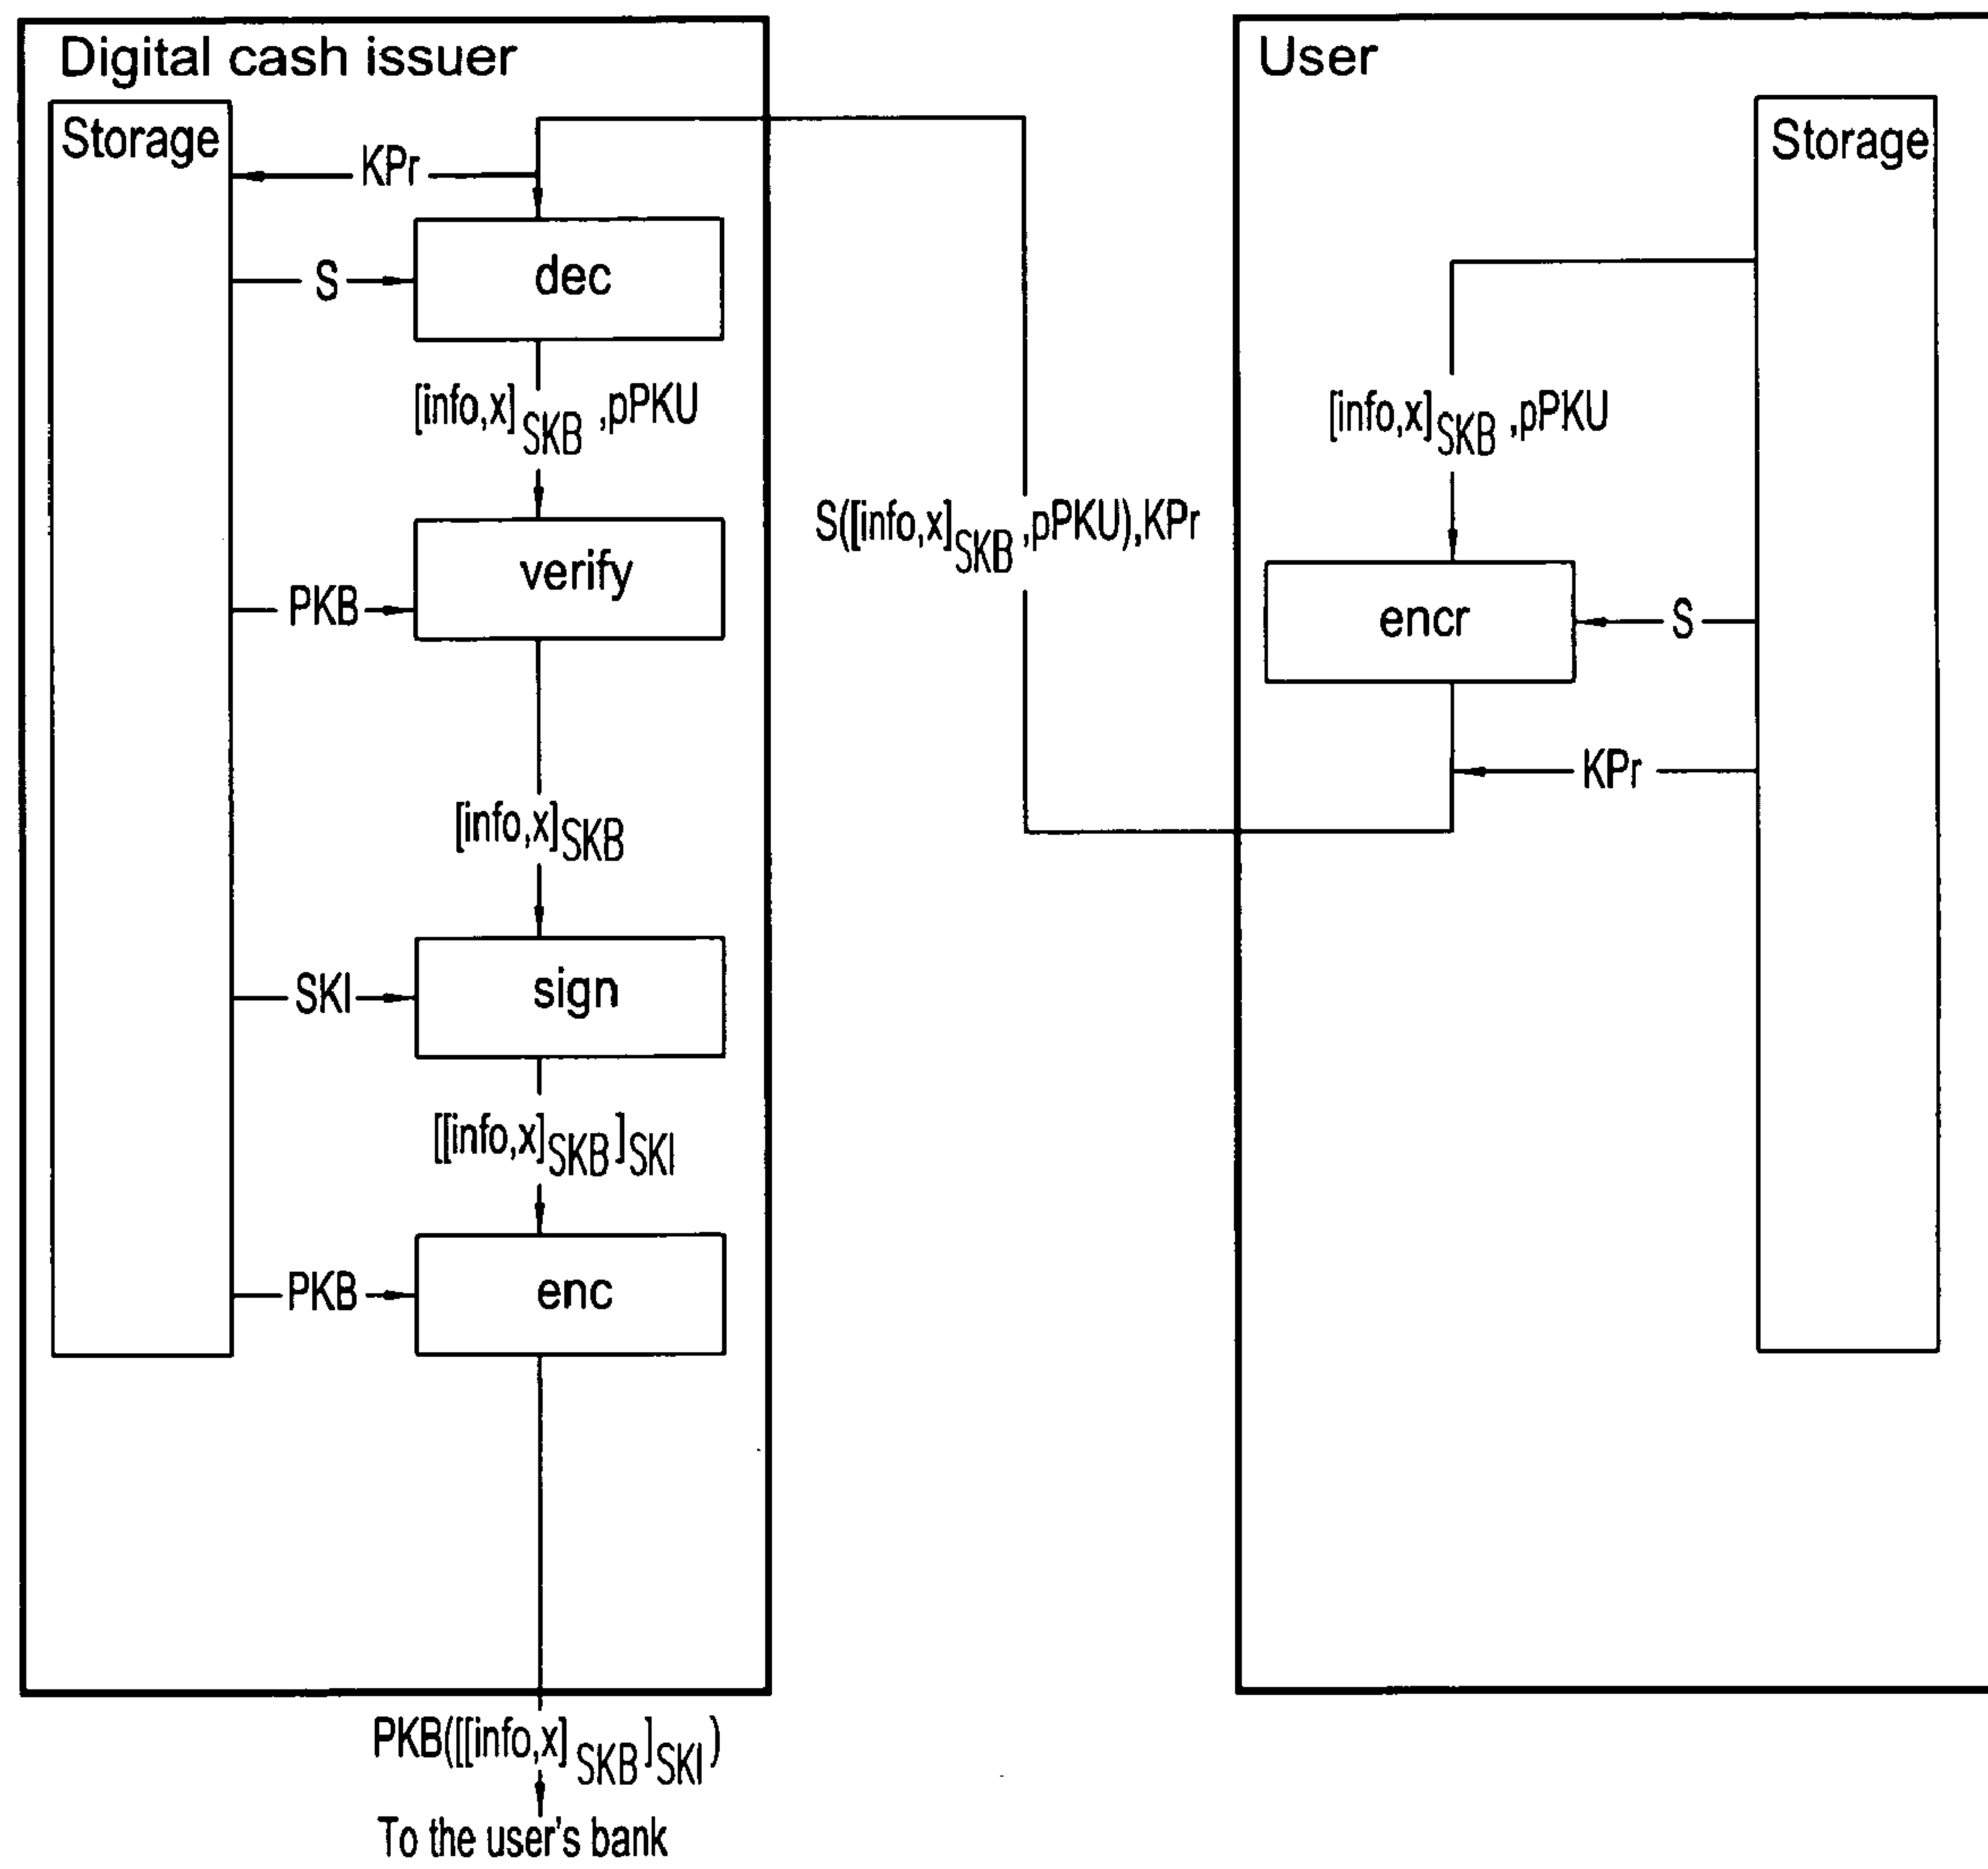 Digital cash issuer
Storage
KPr
S
dec
[info,x]SKB ,pPKU
PKB
verify
[info,x]SKB
SKI
sign
[[info,x]SKB]SKI
PKB
enc
PKB([[info,x]SKB]SKI)
To the user's bank
S([info,x]SKB,pPKU),KPr
User
Storage
[info,x]SKB ,pPKU
encr
S
KPr